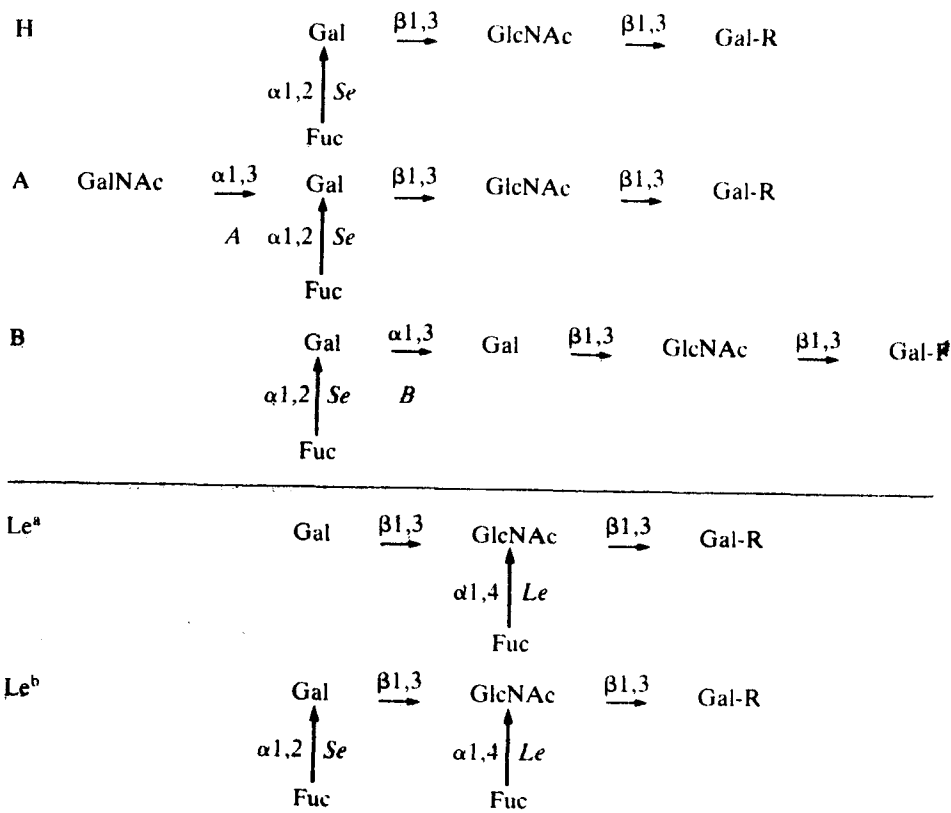 H Gal β1,3 GlcNAc β1,3 Gal-R
α1,2 Se
Fuc
A GalNAc α1,3 Gal β1,3 GlcNAc β1,3 Gal-R
A α1,2 Se
Fuc
B Gal α1,3 Gal β1,3 GlcNAc β1,3 Gal-R
α1,2 Se B
Fuc
Leᵃ Gal β1,3 GlcNAc β1,3 Gal-R
α1,4 Le
Fuc
Leᵇ Gal β1,3 GlcNAc β1,3 Gal-R
α1,2 Se α1,4 Le
Fuc Fuc